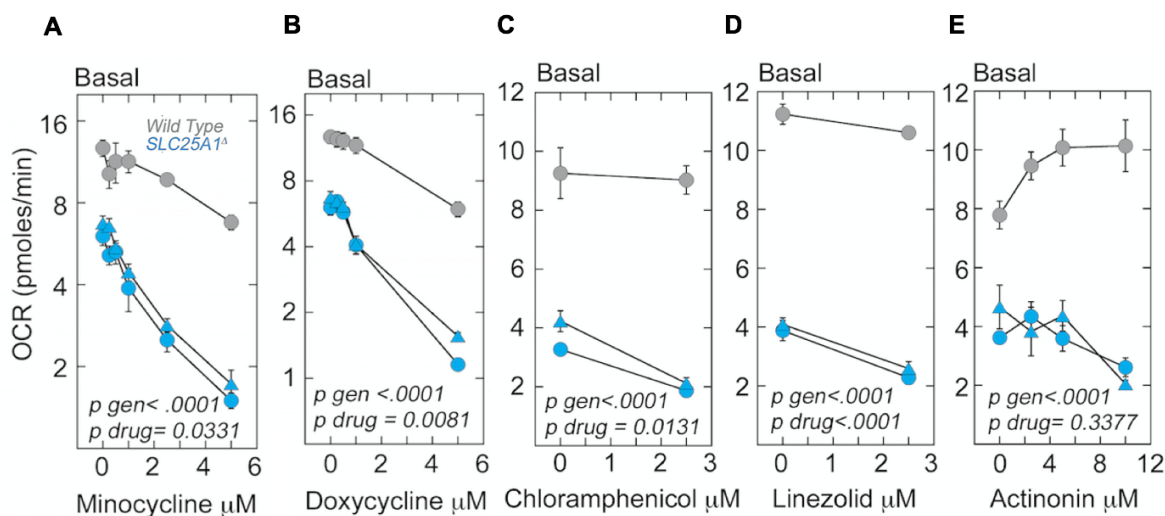 A
B
C
D
E
Basal
Basal
Basal
Basal
Basal
OCR (pmoles/min)
16
8
4
2
Wild Type
SLC25A1Δ
p gen< .0001
p drug= 0.0331
0 2 4 6
Minocycline μM
16
8
4
2
1
p gen <.0001
p drug = 0.0081
0 2 4 6
Doxycycline μM
12
10
8
6
4
2
p gen<.0001
p drug = 0.0131
0 1 2 3
Chloramphenicol μM
12
10
8
6
4
2
p gen<.0001
p drug<.0001
0 1 2 3
Linezolid μM
12
10
8
6
4
2
p gen<.0001
p drug= 0.3377
0 4 8 12
Actinonin μM